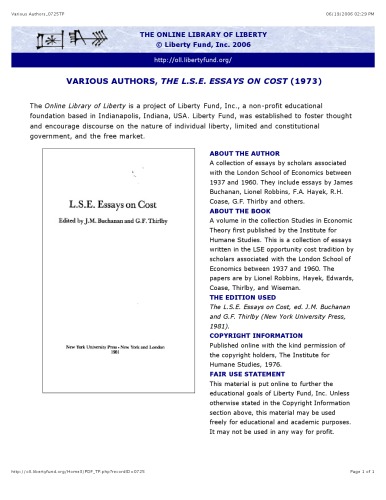 Various Authors_0725TP
06/19/2006 02:29 PM
THE ONLINE LIBRARY OF LIBERTY
© Liberty Fund, Inc. 2006
http://oll.libertyfund.org/
VARIOUS AUTHORS, THE L.S.E. ESSAYS ON COST (1973)
The Online Library of Liberty is a project of Liberty Fund, Inc., a non-profit educational
foundation based in Indianapolis, Indiana, USA. Liberty Fund, was established to foster thought
and encourage discourse on the nature of individual liberty, limited and constitutional
government, and the free market.
L.S.E. Essays on Cost
Edited by J.M. Buchanan and G.F. Thirlby
New York University Press • New York and London
1981
ABOUT THE AUTHOR
A collection of essays by scholars associated
with the London School of Economics between
1937 and 1960. They include essays by James
Buchanan, Lionel Robbins, F.A. Hayek, R.H.
Coase, G.F. Thirlby and others.
ABOUT THE BOOK
A volume in the collection Studies in Economic
Theory first published by the Institute for
Humane Studies. This is a collection of essays
written in the LSE opportunity cost tradition by
scholars associated with the London School of
Economics between 1937 and 1960. The
papers are by Lionel Robbins, Hayek, Edwards,
Coase, Thirlby, and Wiseman.
THE EDITION USED
The L.S.E. Essays on Cost, ed. J.M. Buchanan
and G.F. Thirlby (New York University Press,
1981).
COPYRIGHT INFORMATION
Published online with the kind permission of
the copyright holders, The Institute for
Humane Studies, 1976.
FAIR USE STATEMENT
This material is put online to further the
educational goals of Liberty Fund, Inc. Unless
otherwise stated in the Copyright Information
section above, this material may be used
freely for educational and academic purposes.
It may not be used in any way for profit.
http://oll.libertyfund.org/Home3/PDF_TP.php?recordID=0725
Page 1 of 1